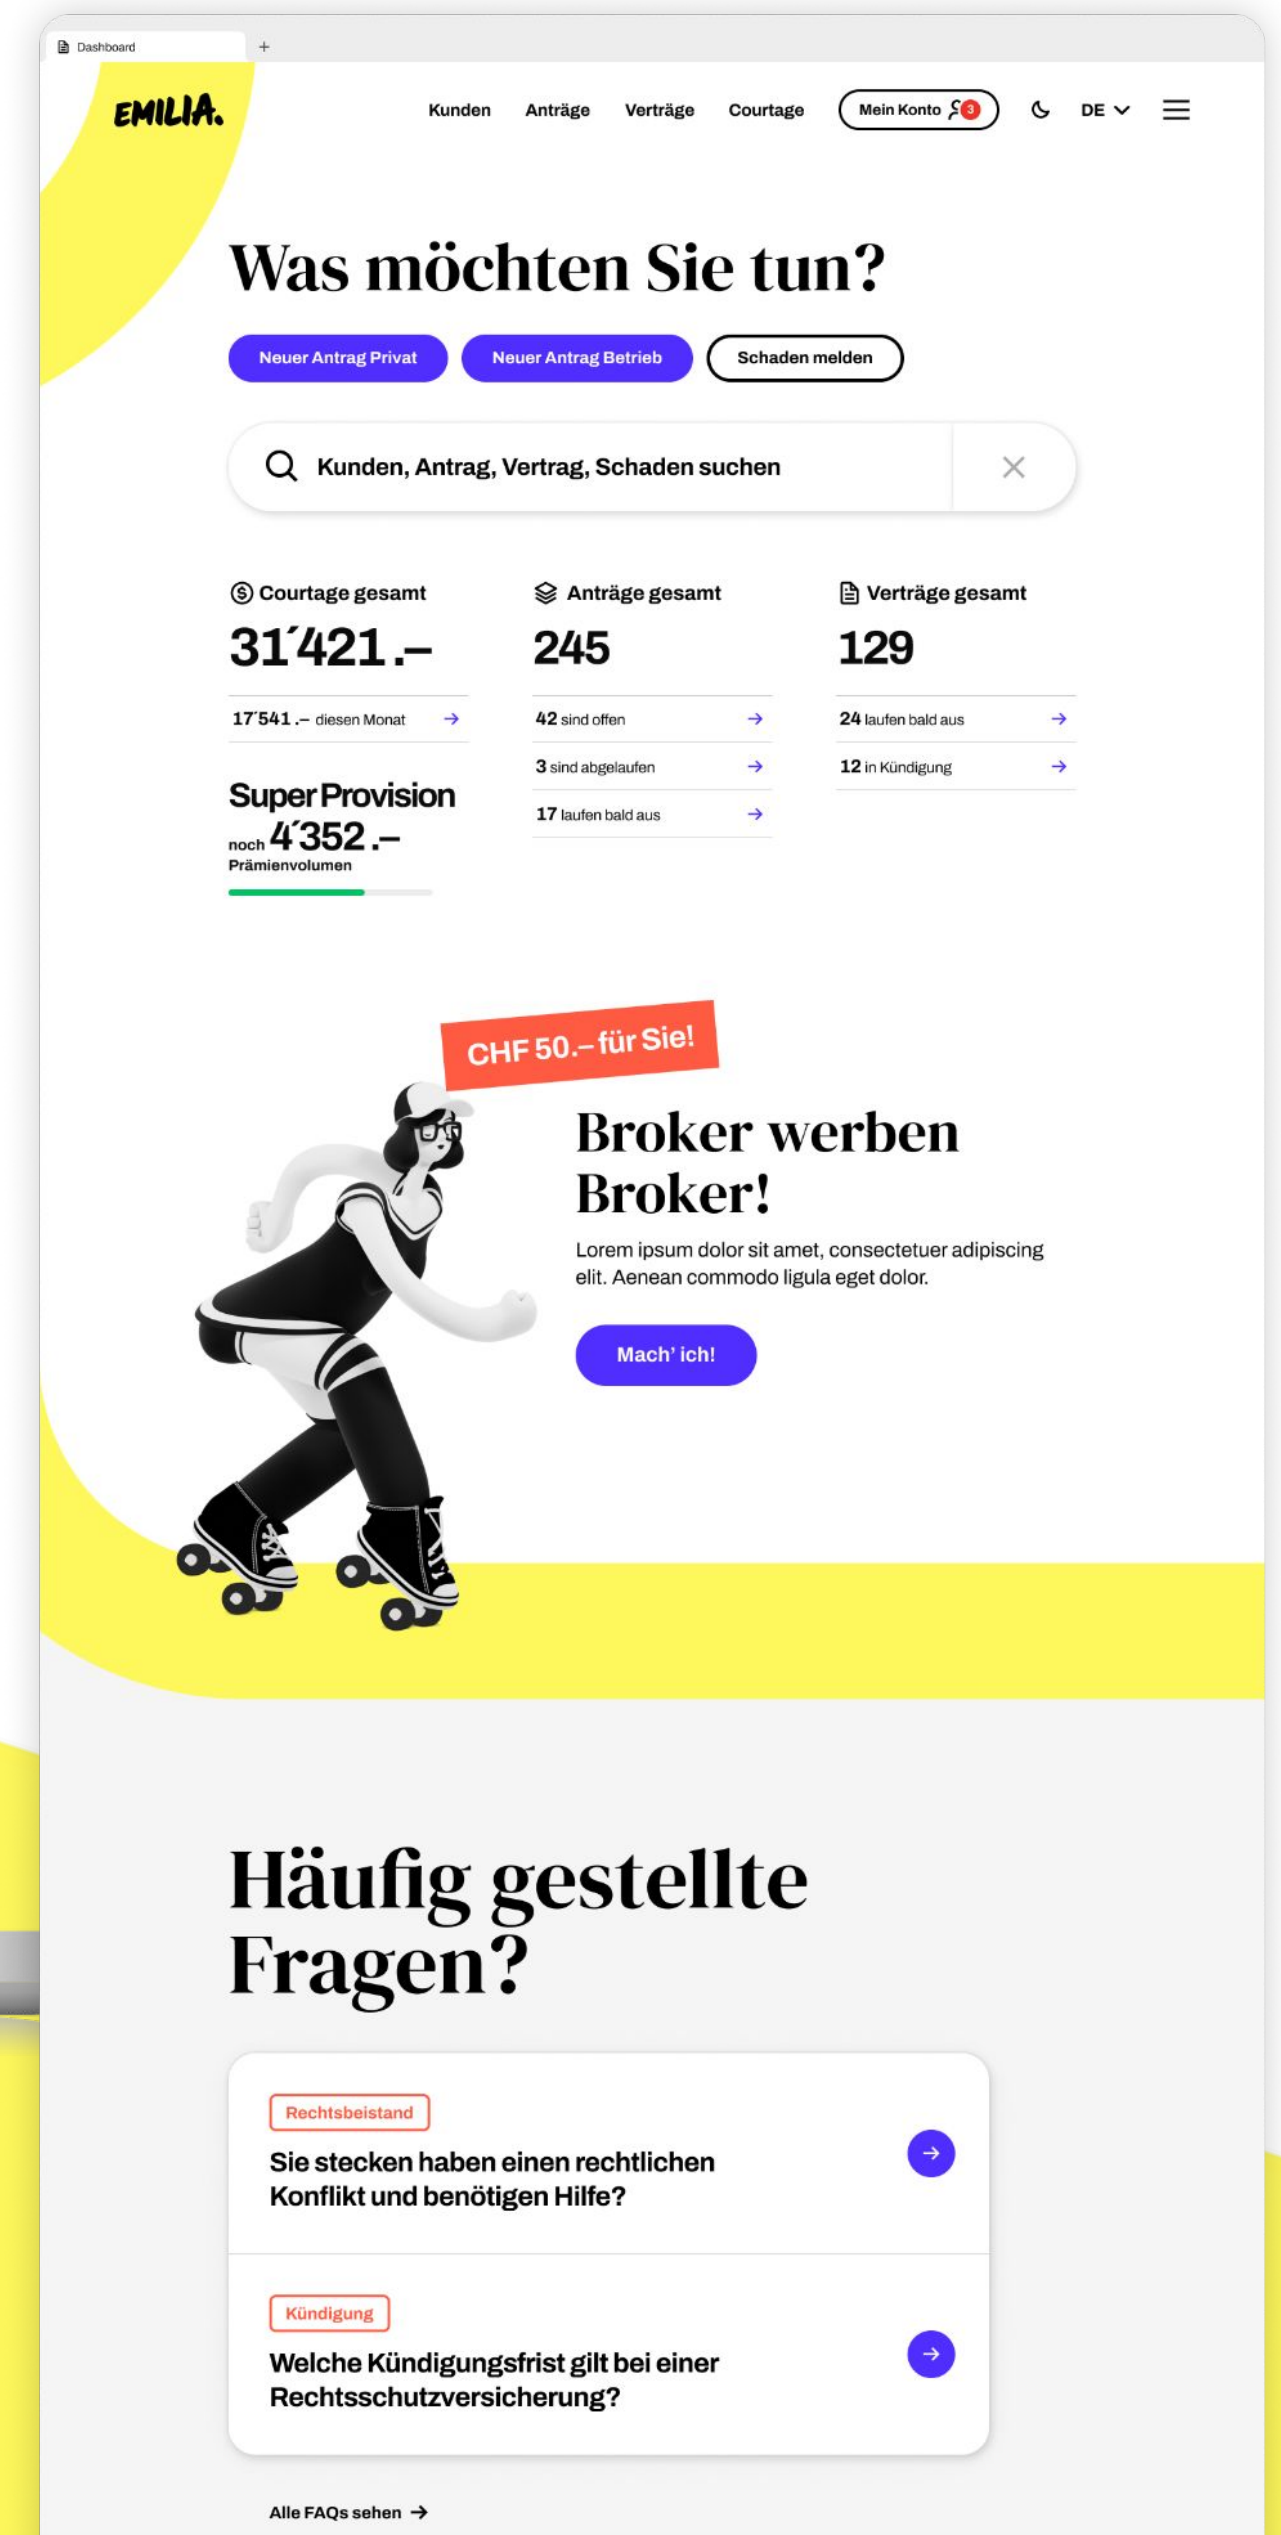 Dashboard
EMILIA.
Kunden Anträge Verträge Courtage Mein Konto 3 DE
Was möchten Sie tun?
Neuer Antrag Privat Neuer Antrag Betrieb Schaden melden
Kunden, Antrag, Vertrag, Schaden suchen
Courtage gesamt
31´421.–
17´541.– diesen Monat
Super Provision
noch 4´352.–
Prämienvolumen
Anträge gesamt
245
42 sind offen
3 sind abgelaufen
17 laufen bald aus
Verträge gesamt
129
24 laufen bald aus
12 in Kündigung
CHF 50.– für Sie!
Broker werben
Broker!
Lorem ipsum dolor sit amet, consectetuer adipiscing
elit. Aenean commodo ligula eget dolor.
Mach’ ich!
Häufig gestellte
Fragen?
Rechtsbeistand
Sie stecken haben einen rechtlichen
Konflikt und benötigen Hilfe?
Kündigung
Welche Kündigungsfrist gilt bei einer
Rechtsschutzversicherung?
Alle FAQs sehen